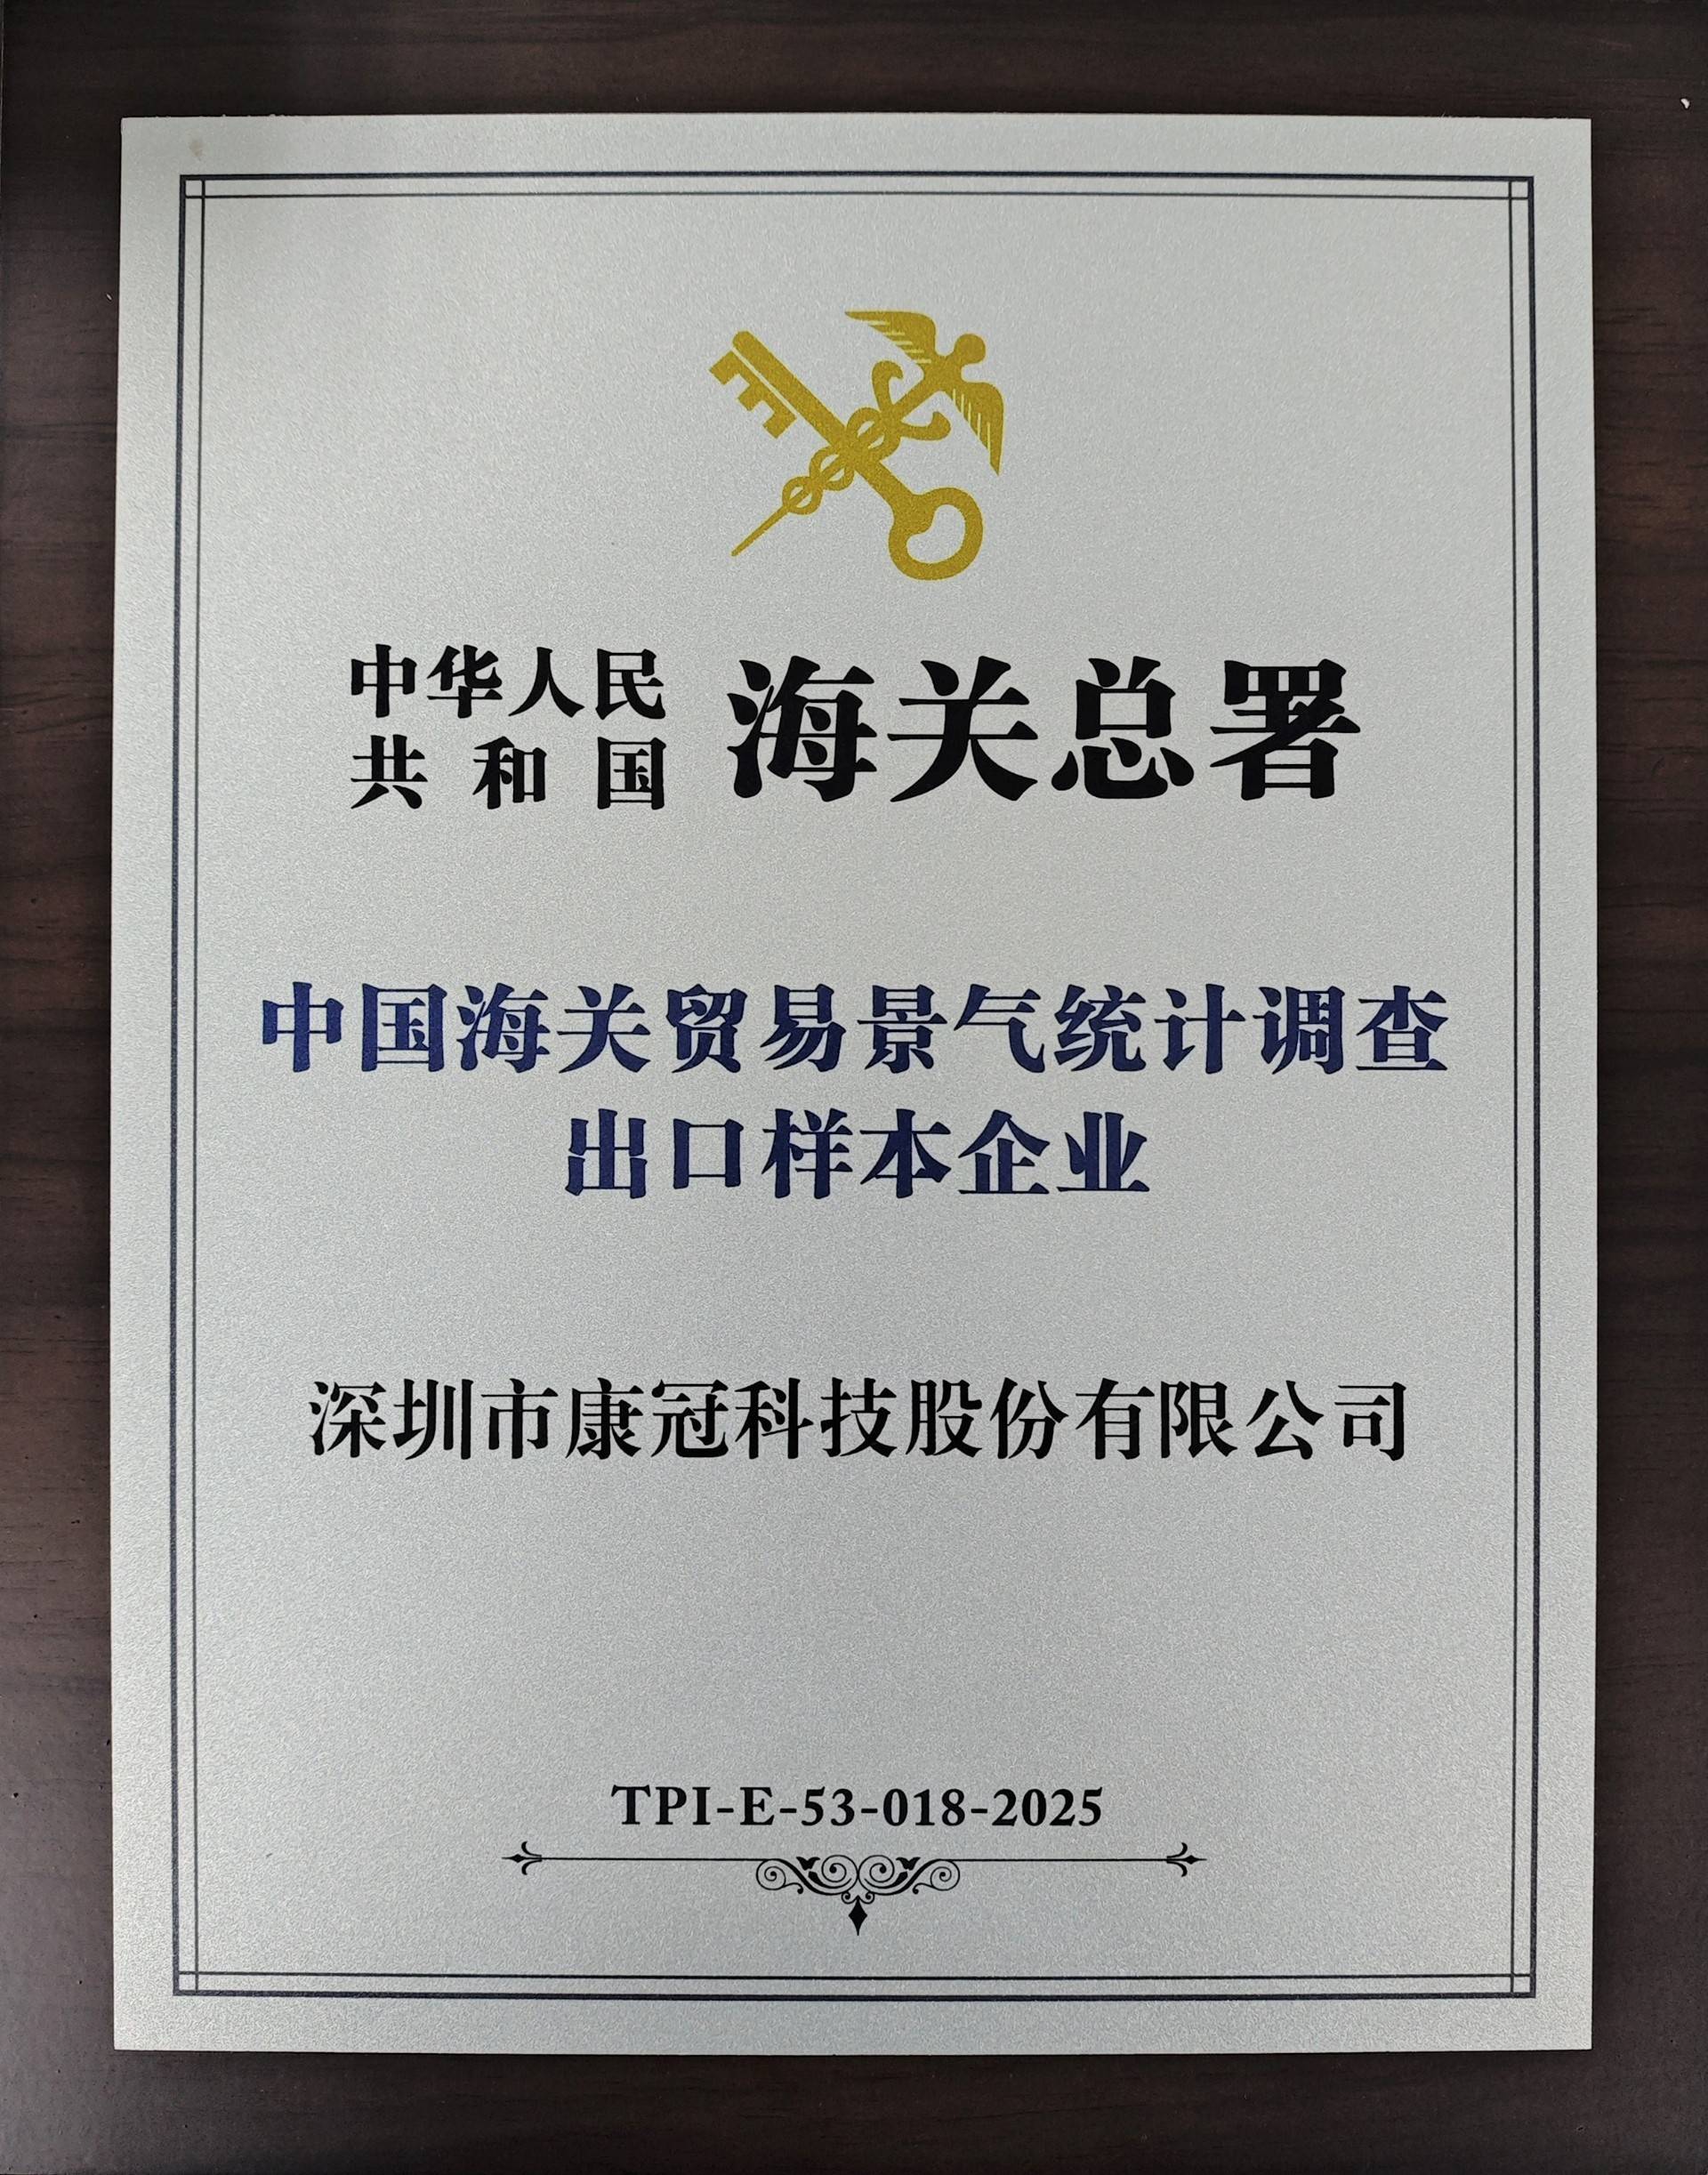 中华人民共和国 海关总署
中国海关贸易景气统计调查
出口样本企业
深圳市康冠科技股份有限公司
TPI-E-53-018-2025